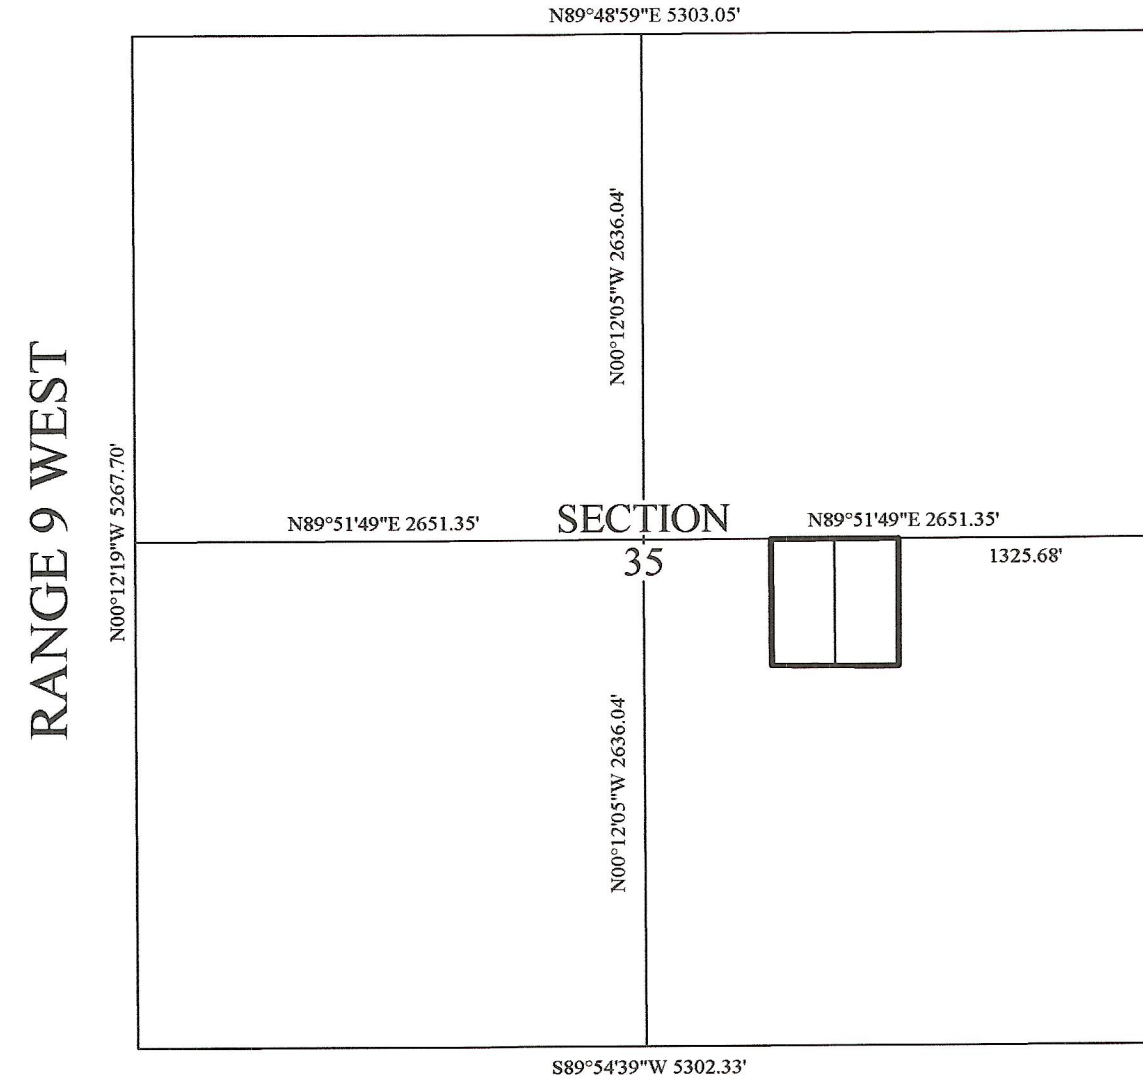 N89°48'59"E 5303.05'
N00°12'05"W 2636.04'
RANGE 9 WEST
N00°12'19"W 5267.70'
N89°51'49"E 2651.35'
SECTION
35
N89°51'49"E 2651.35'
1325.68'
N00°12'05"W 2636.04'
S89°54'39"W 5302.33'